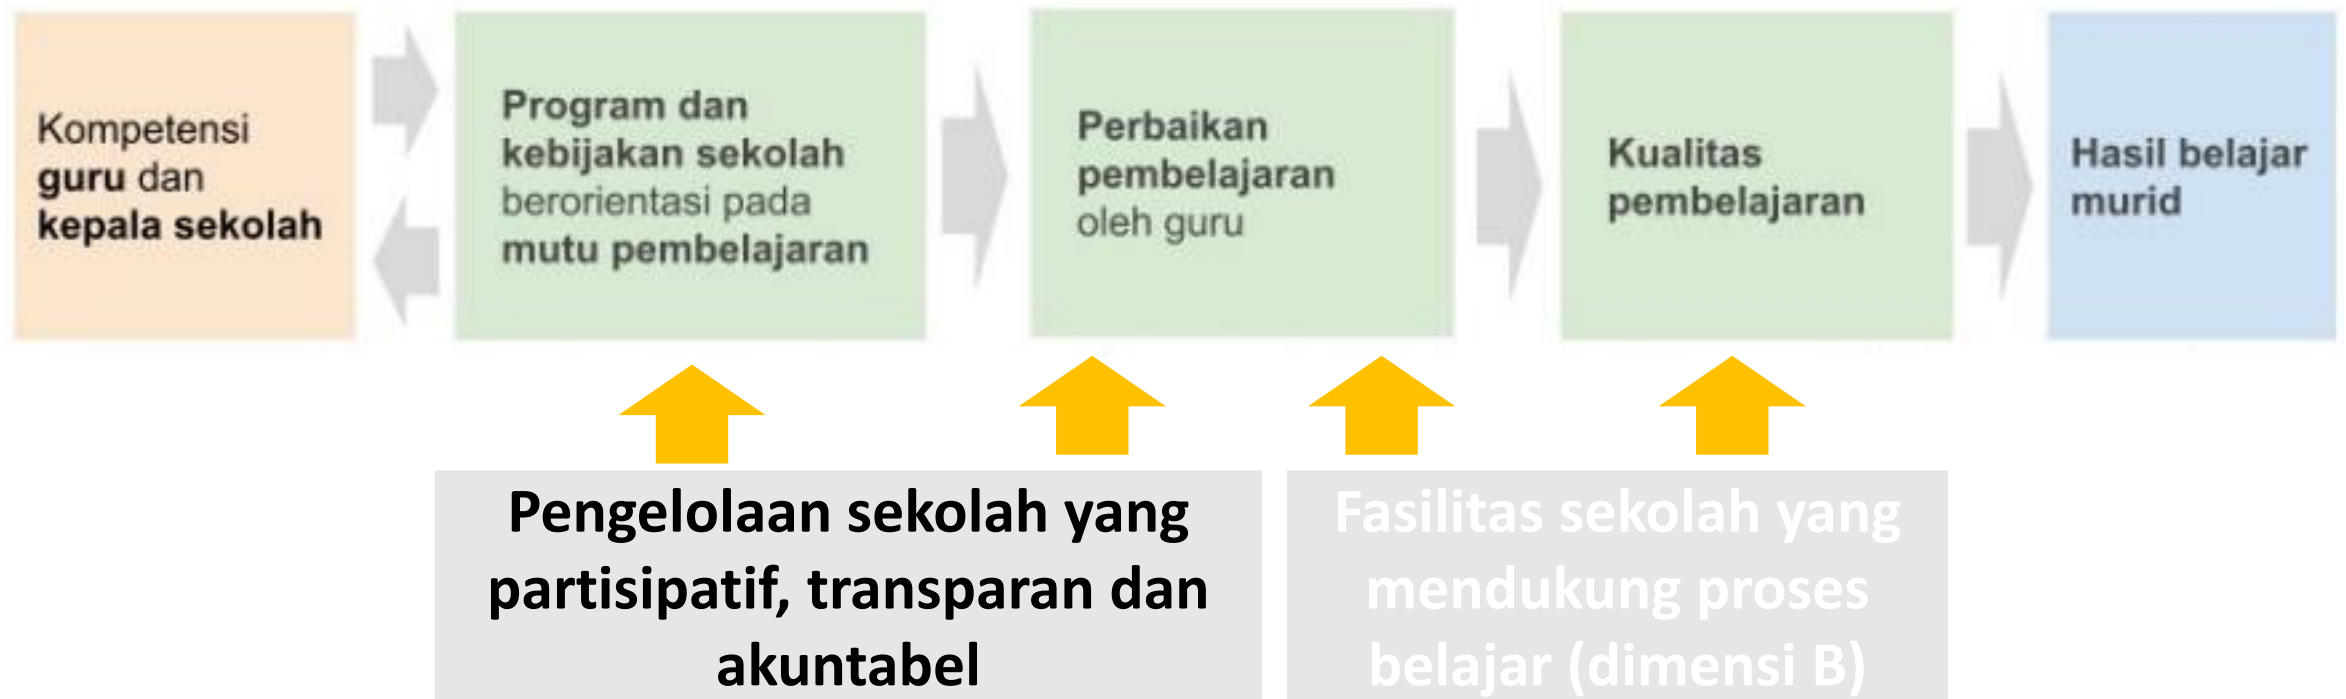 Kompetensi
guru dan
kepala sekolah
Program dan
kebijakan sekolah
berorientasi pada
mutu pembelajaran
Perbaikan
pembelajaran
oleh guru
Kualitas
pembelajaran
Hasil belajar
murid
Pengelolaan sekolah yang
partisipatif, transparan dan
akuntabel
Fasilitas sekolah yang
mendukung proses
belajar (dimensi B)